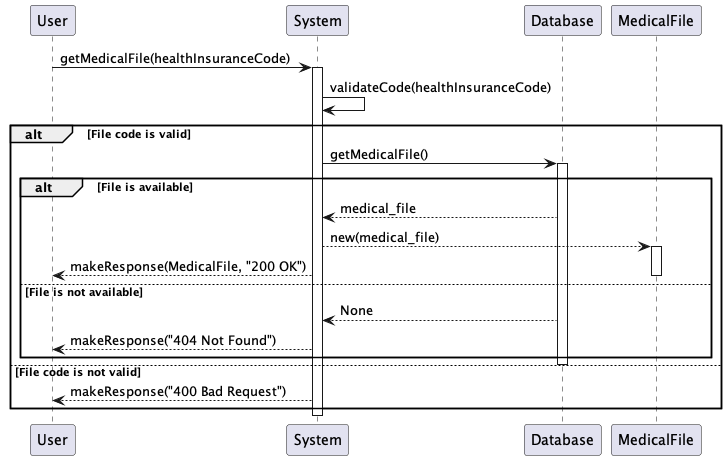 User System Database MedicalFile
getMedicalFile(healthInsuranceCode)
validateCode(healthInsuranceCode)
alt [File code is valid]
getMedicalFile()
alt [File is available]
medical_file
new(medical_file)
makeResponse(MedicalFile, "200 OK")
[File is not available]
None
makeResponse("404 Not Found")
[File code is not valid]
makeResponse("400 Bad Request")
User System Database MedicalFile